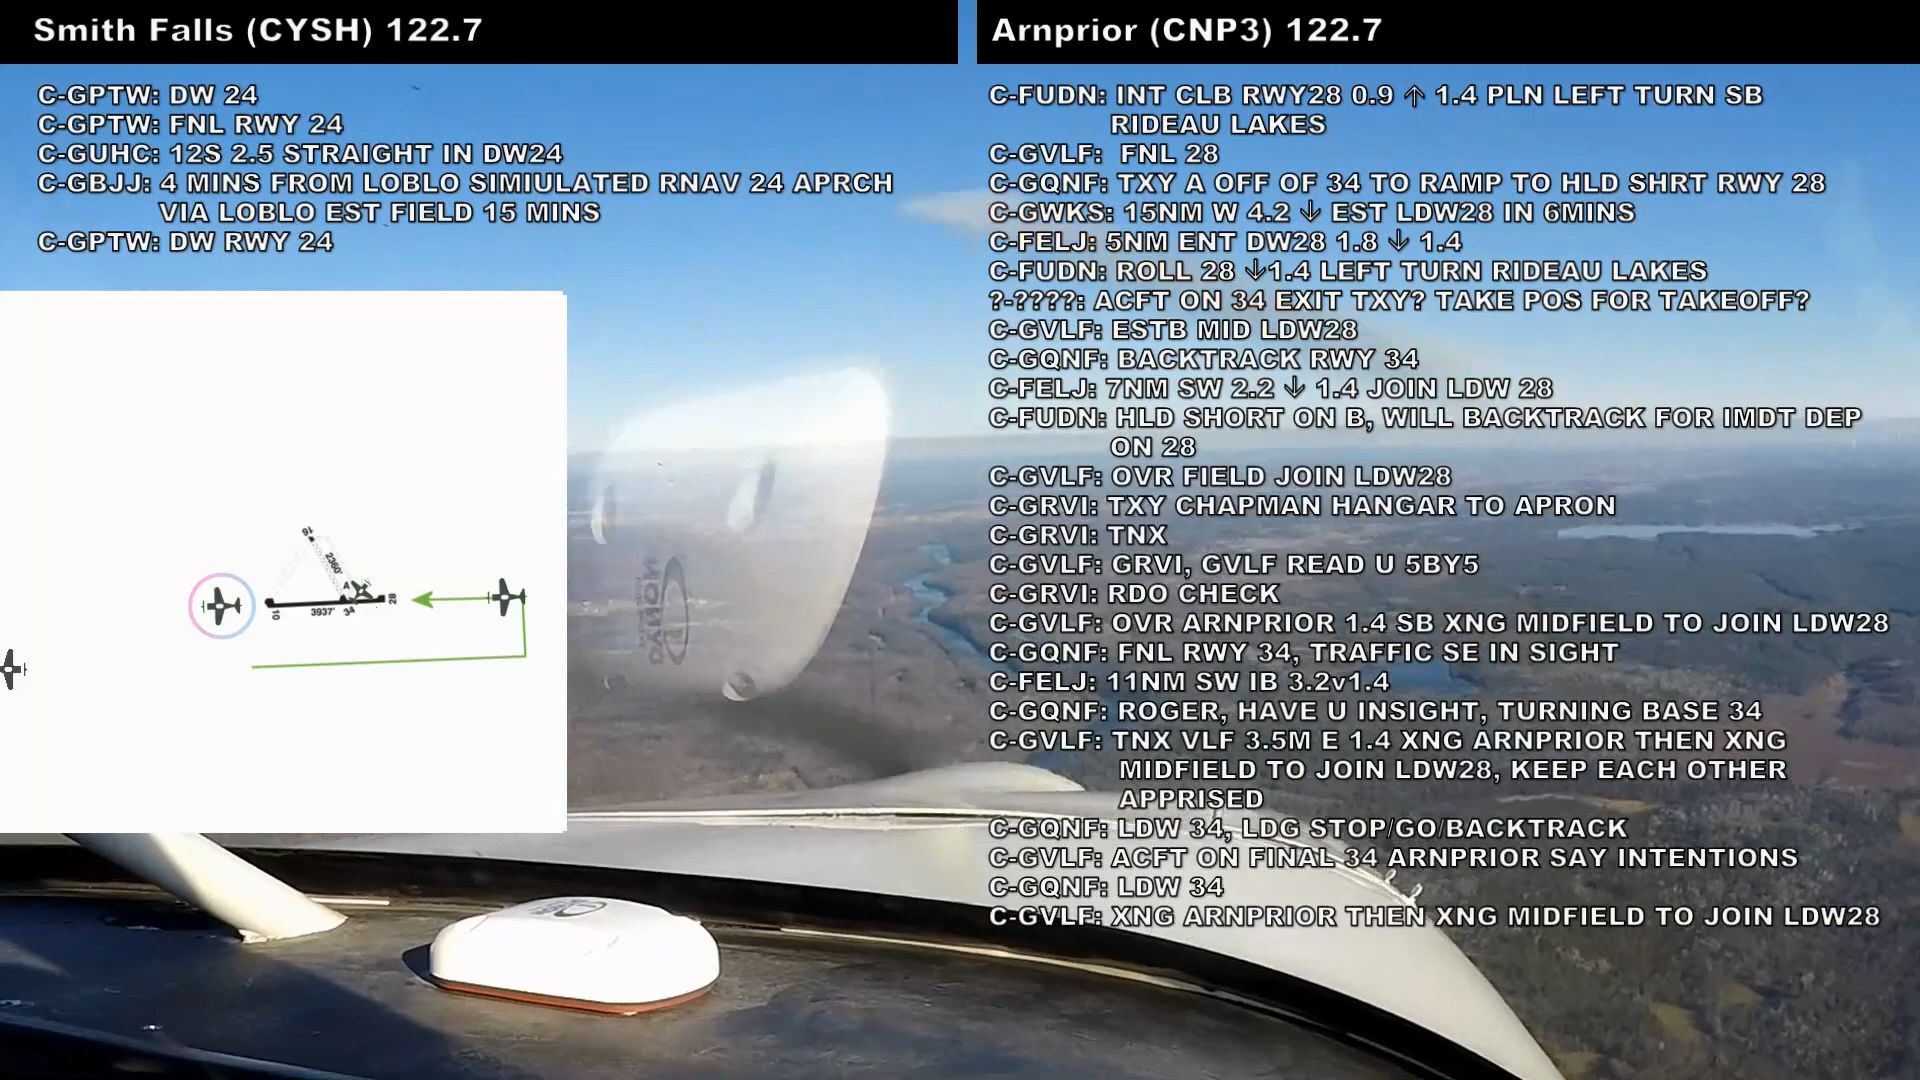 Smith Falls (CYSH) 122.7
C-GPTW: DW 24
C-GPTW: FNL RWY 24
C-GUHC: 12S 2.5 STRAIGHT IN DW24
C-GBJJ: 4 MINS FROM LOBLO SIMIULATED RNAV 24 APRCH
VIA LOBLO EST FIELD 15 MINS
C-GPTW: DW RWY 24
16
2360'
A
28
10
3937'
34
Arnprior (CNP3) 122.7
C-FUDN: INT CLB RWY28 0.9 ↑ 1.4 PLN LEFT TURN SB
RIDEAU LAKES
C-GVLF: FNL 28
C-GQNF: TXY A OFF OF 34 TO RAMP TO HLD SHRT RWY 28
C-GWKS: 15NM W 4.2 ↓ EST LDW28 IN 6MINS
C-FELJ: 5NM ENT DW28 1.8 ↓ 1.4
C-FUDN: ROLL 28 ↓1.4 LEFT TURN RIDEAU LAKES
?-????: ACFT ON 34 EXIT TXY? TAKE POS FOR TAKEOFF?
C-GVLF: ESTB MID LDW28
C-GQNF: BACKTRACK RWY 34
C-FELJ: 7NM SW 2.2 ↓ 1.4 JOIN LDW 28
C-FUDN: HLD SHORT ON B, WILL BACKTRACK FOR IMDT DEP
ON 28
C-GVLF: OVR FIELD JOIN LDW28
C-GRVI: TXY CHAPMAN HANGAR TO APRON
C-GRVI: TNX
C-GVLF: GRVI, GVLF READ U 5BY5
C-GRVI: RDO CHECK
C-GVLF: OVR ARNPRIOR 1.4 SB XNG MIDFIELD TO JOIN LDW28
C-GQNF: FNL RWY 34, TRAFFIC SE IN SIGHT
C-FELJ: 11NM SW IB 3.2v1.4
C-GQNF: ROGER, HAVE U INSIGHT, TURNING BASE 34
C-GVLF: TNX VLF 3.5M E 1.4 XNG ARNPRIOR THEN XNG
MIDFIELD TO JOIN LDW28, KEEP EACH OTHER
APPRISED
C-GQNF: LDW 34, LDG STOP/GO/BACKTRACK
C-GVLF: ACFT ON FINAL 34 ARNPRIOR SAY INTENTIONS
C-GQNF: LDW 34
C-GVLF: XNG ARNPRIOR THEN XNG MIDFIELD TO JOIN LDW28